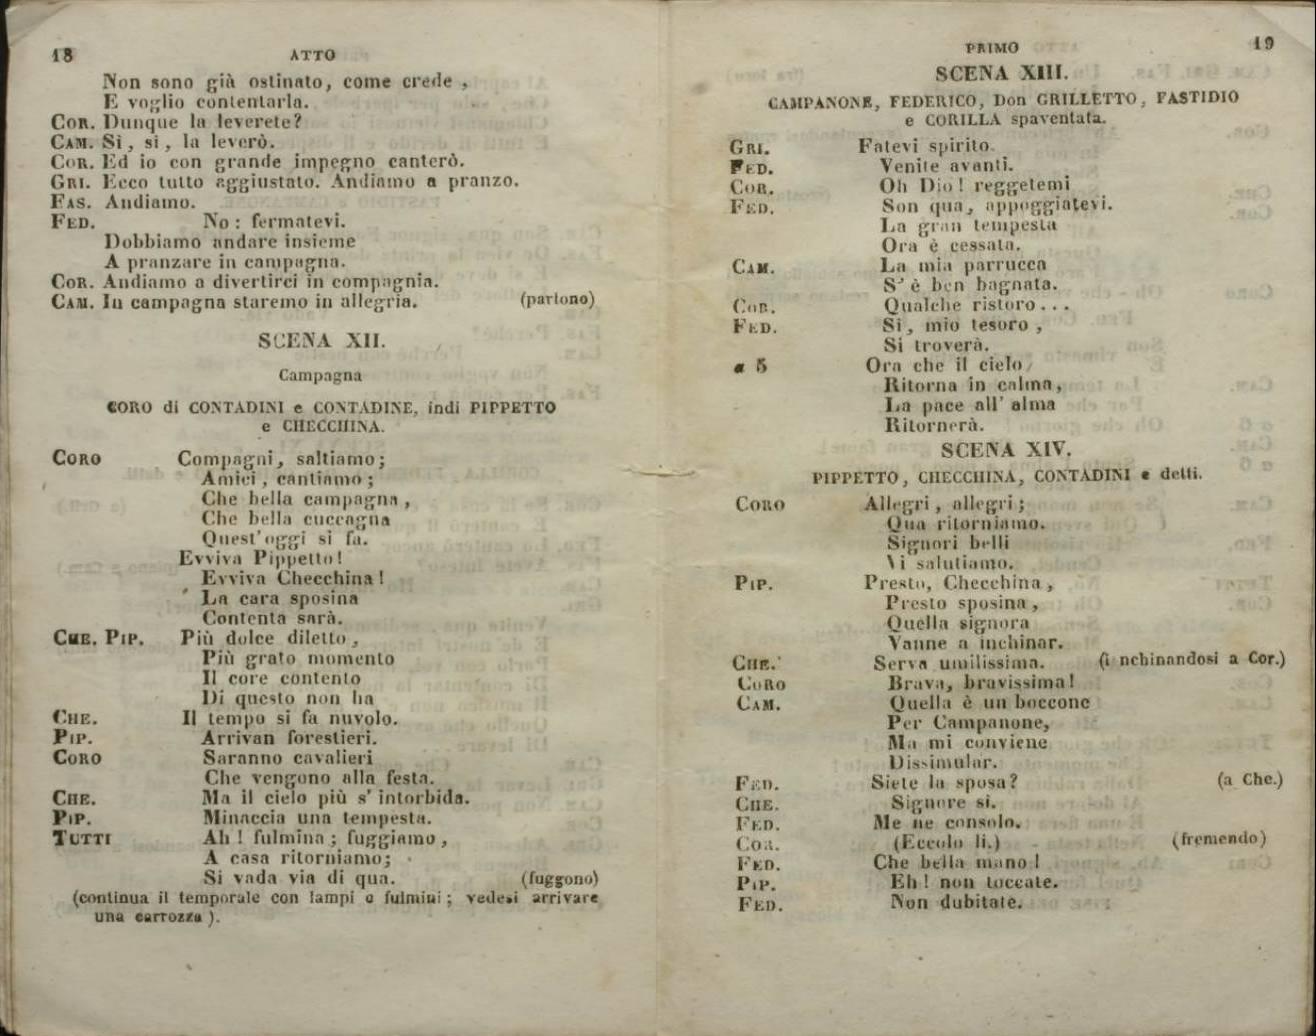 18
ATTO
Non sono già ostinato, come crede ,
E voglio contentarla.
COR. Dunque la leverete?
CAM. Si, si, la leverò.
COR. Ed io con grande impegno canterò.
GRI. Ecco tutto aggiustato. Andiamo a pranzo.
FAS. Andiamo.
FED. No: fermatevi.
Dobbiamo andare insieme
A pranzare in campagna.
COR. Andiamo a divertirci in compagnia.
CAM. In campagna staremo in allegria. (partono)
SCENA XII.
Campagna
CORO di CONTADINI e CONTADINE, indi PIPPETTO
e CHECCHINA.
CORO Compagni, saltiamo;
Amici, cantiamo;
Che bella campagna,
Che bella cuccagna
Quest'oggi si fa.
Evviva Pippetto!
Evviva Checchina!
La cara sposina
Contenta sarà.
CHE. PIP. Più dolce diletto,
Più grato momento
Il core contento
Di questo non ha
CHE. Il tempo si fa nuvolo.
PIP. Arrivan forestieri.
CORO Saranno cavalieri
Che vengono alla festa.
CHE. Ma il cielo più s'intorbida.
PIP. Minaccia una tempesta.
TUTTI Ah! fulmina; fuggiamo,
A casa ritorniamo;
Si vada via di qua. (fuggono)
(continua il temporale con lampi e fulmini; vedesi arrivare
una carrozza).
PRIMO
19
SCENA XIII.
CAMPANONE, FEDERICO, Don GRILLETTO, FASTIDIO
e CORILLA spaventata.
GRI. Fatevi spirito.
FED. Venite avanti.
COR. Oh Dio! reggetemi
FED. Son qua, appoggiatevi.
La gran tempesta
Ora è cessata.
CAM. La mia parrucca
S'è ben bagnata.
COR. Qualche ristoro...
FED. Si, mio tesoro,
Si troverà.
a 5 Ora che il cielo
Ritorna in calma,
La pace all'alma
Ritornerà.
SCENA XIV.
PIPPETTO, CHECCHINA, CONTADINI e detti.
CORO Allegri, allegri;
Qua ritorniamo.
Signori belli
Vi salutiamo.
PIP. Presto, Checchina,
Presto sposina,
Quella signora
Vanne a inchinar.
CHE. Serva umilissima. (i nchinandosi a Cor.)
CORO Brava, bravissima!
CAM. Quella è un boccone
Per Campanone,
Ma mi conviene
Dissimular.
FED. Siete la sposa? (a Che.)
CHE. Signore si.
FED. Me ne consolo.
COR. (Eccolo li.) (fremendo)
FED. Che bella mano!
PIP. Eh! non toccate.
FED. Non dubitate.